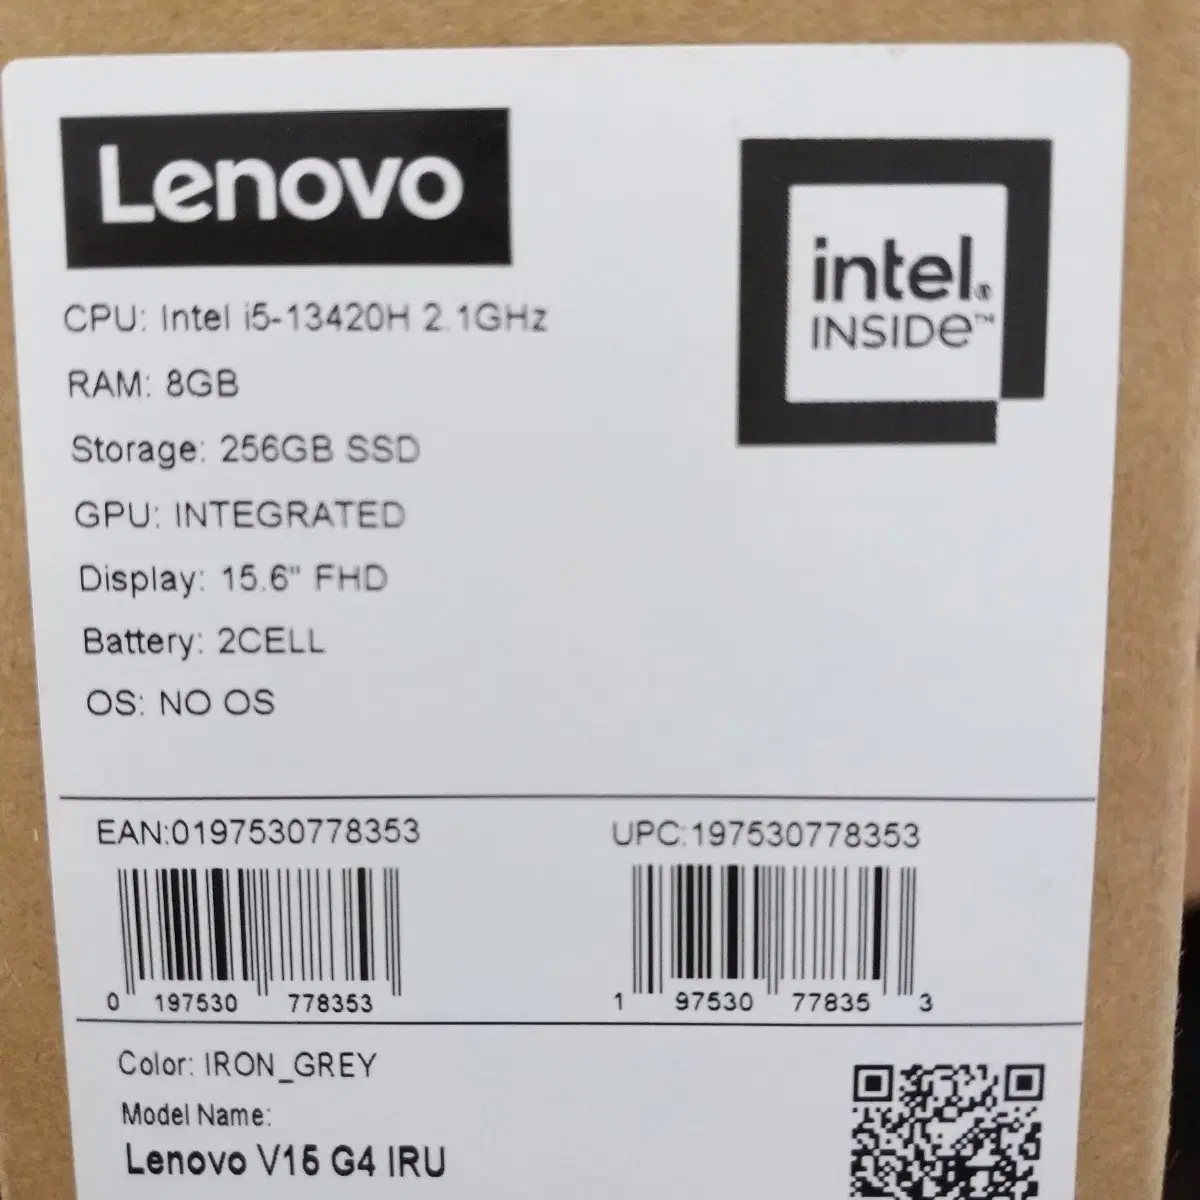 Lenovo
intel®
INSIDE™
CPU: Intel i5-13420H 2.1GHz
RAM: 8GB
Storage: 256GB SSD
GPU: INTEGRATED
Display: 15.6" FHD
Battery: 2CELL
OS: NO OS
EAN:0197530778353
UPC:197530778353
0 197530 778353
1 97530 77835 3
Color: IRON_GREY
Model Name:
Lenovo V15 G4 IRU